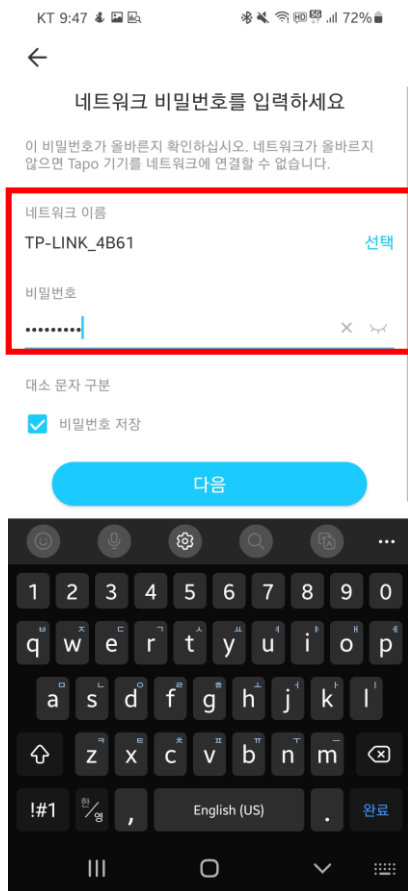 KT 9:47 72%
네트워크 비밀번호를 입력하세요
이 비밀번호가 올바른지 확인하십시오. 네트워크가 올바르지
않으면 Tapo 기기를 네트워크에 연결할 수 없습니다.
네트워크 이름
TP-LINK_4B61 선택
비밀번호
•••••••••
대소 문자 구분
비밀번호 저장
다음
1 2 3 4 5 6 7 8 9 0
ㅂ ㅈ ㄷ ㄱ ㅅ ㅛ ㅕ ㅑ ㅐ ㅔ
q w e r t y u i o p
ㅁ ㄴ ㅇ ㄹ ㅎ ㅗ ㅓ ㅏ ㅣ
a s d f g h j k l
ㅋ ㅌ ㅊ ㅍ ㅠ ㅜ ㅡ
z x c v b n m
!#1 한/영 , English (US) . 완료